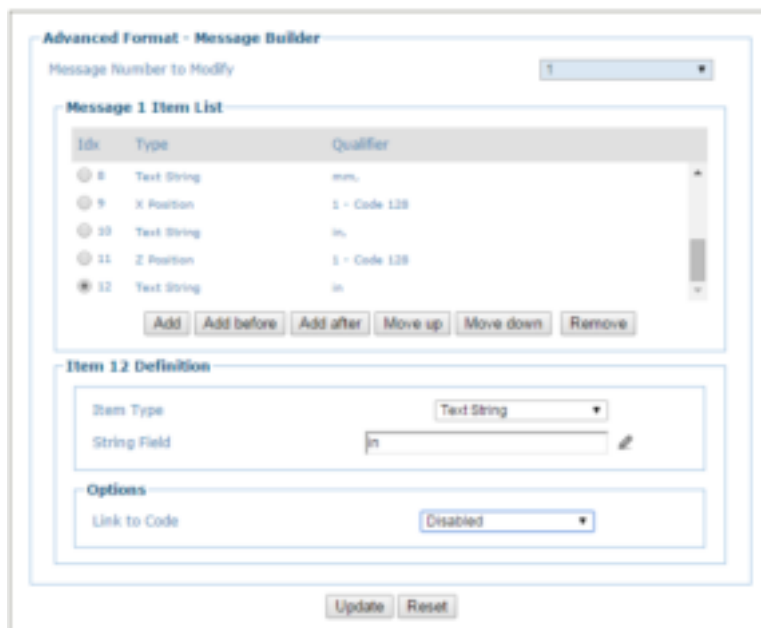 Advanced Format - Message Builder
Message Number to Modify 1
Message 1 Item List
Idx Type Qualifier
8 Text String mm,
9 X Position 1 - Code 128
10 Text String in,
11 Z Position 1 - Code 128
12 Text String in
Add Add before Add after Move up Move down Remove
Item 12 Definition
Item Type Text String
String Field in
Options
Link to Code Disabled
Update Reset